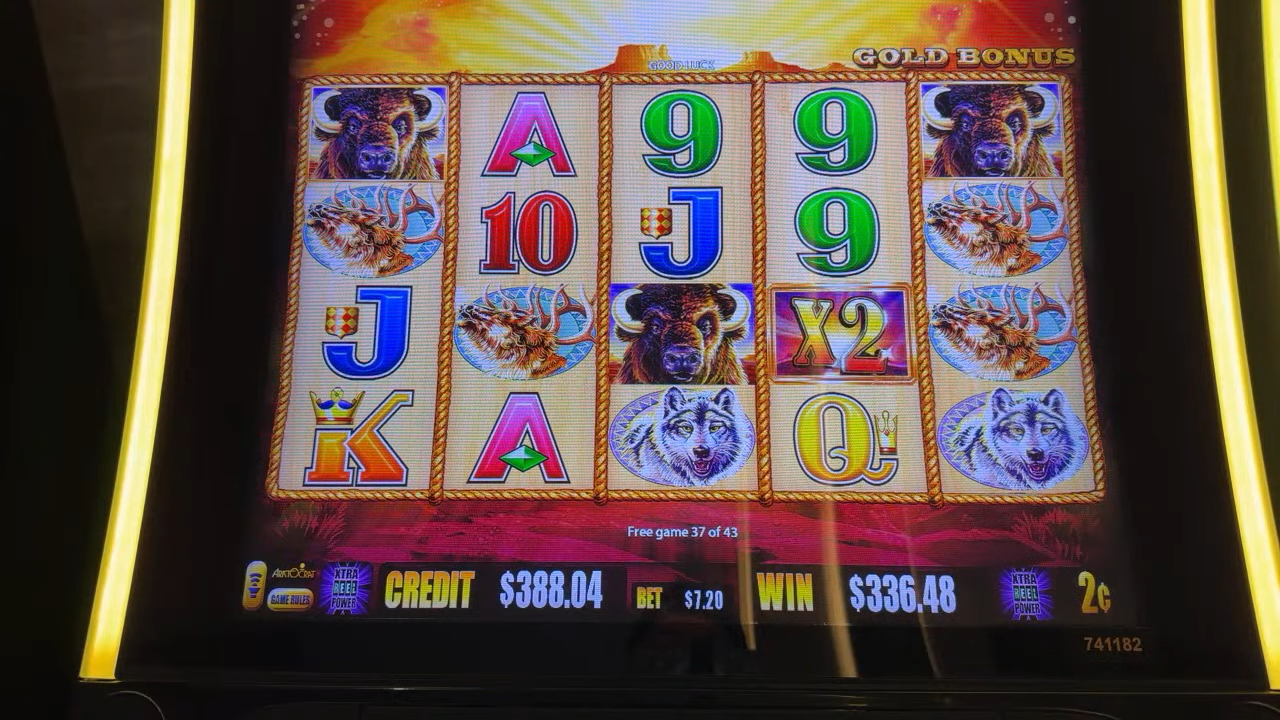 GOOD LUCK
GOLD BONUS
A 9 9
10 J 9
J X2
K A Q
Free game 37 of 43
ARISTOCRAT
GAME RULES
XTRA REEL POWER
CREDIT $388.04 BET $7.20 WIN $336.48
XTRA REEL POWER
2¢
741182